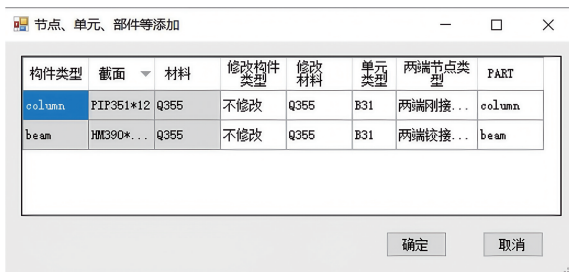 节点、单元、部件等添加
构件类型 截面 材料 修改构件类型 修改材料 单元类型 两端节点类型 PART
column PIP351*12 Q355 不修改 Q355 B31 两端刚接... column
beam HM390*... Q355 不修改 Q355 B31 两端铰接... beam
确定 取消